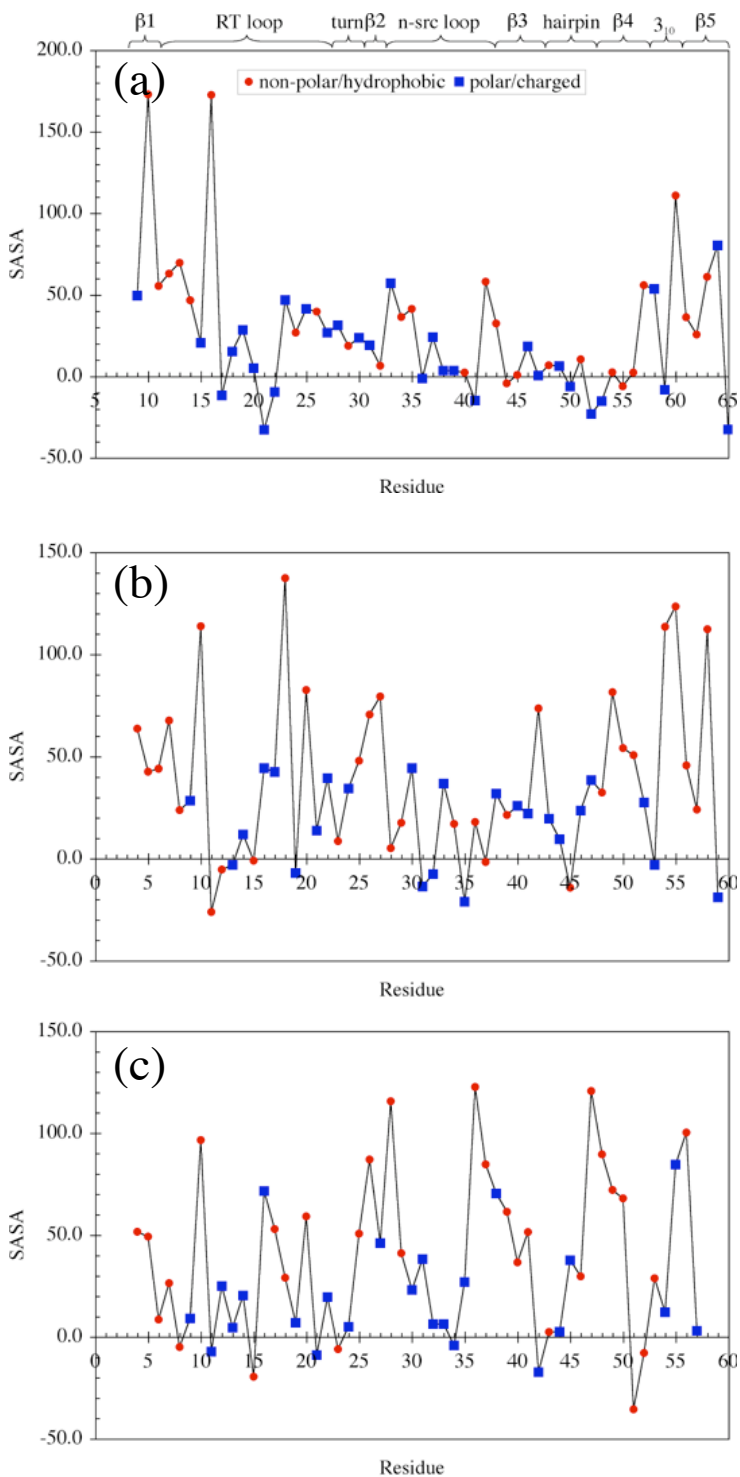 β1 RT loop turn β2 n-src loop β3 hairpin β4 3₁₀ β5
200.0
(a)
non-polar/hydrophobic polar/charged
150.0
100.0
SASA
50.0
0.0
5 10 15 20 25 30 35 40 45 50 55 60 65
-50.0
Residue
150.0
(b)
100.0
SASA
50.0
0.0
0 5 10 15 20 25 30 35 40 45 50 55 60
-50.0
Residue
150.0
(c)
100.0
SASA
50.0
0.0
0 5 10 15 20 25 30 35 40 45 50 55 60
-50.0
Residue